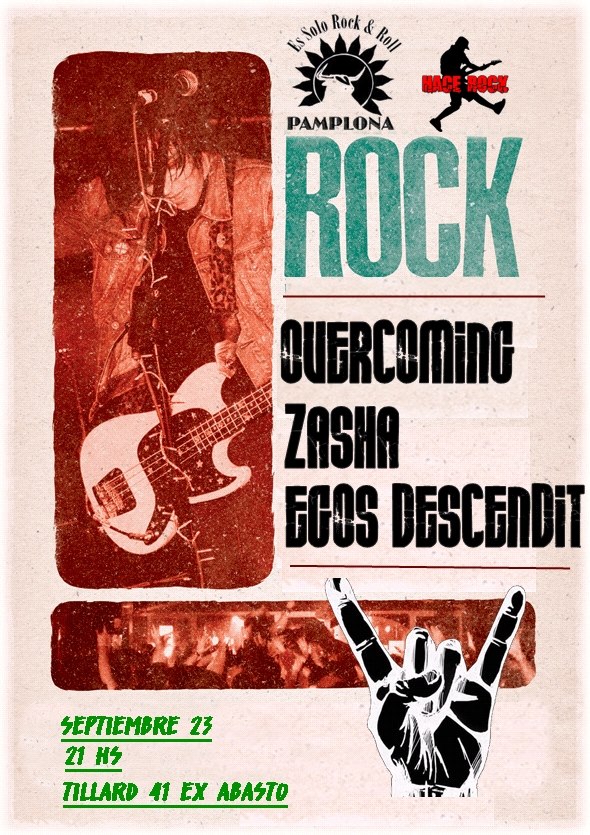 Es Solo Rock & Roll
PAMPLONA
HACE ROCK
ROCK
OVERCOMING
ZASHA
EGOS DESCENDIT
SEPTIEMBRE 23
21 HS
TILLARD 41 EX ABASTO